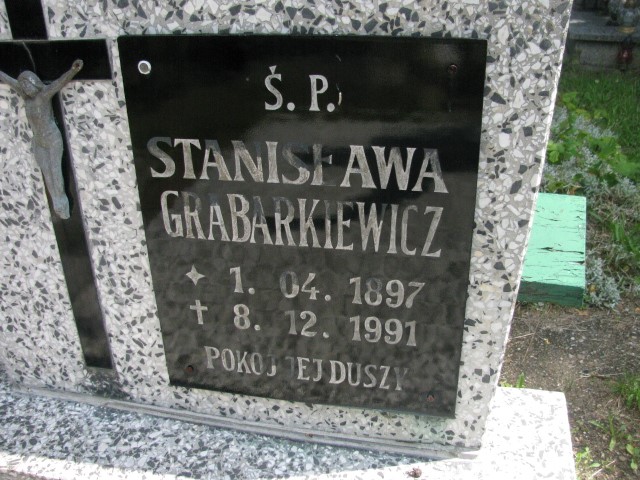 Ś. P.
STANISŁAWA
GRABARKIEWICZ
1. 04. 1897
8. 12. 1991
POKÓJ JEJ DUSZY